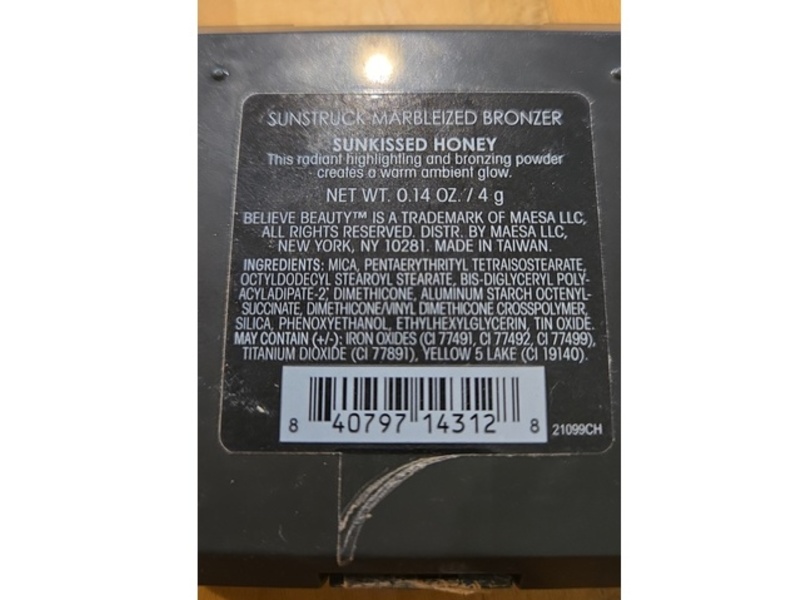 SUNSTRUCK MARBLEIZED BRONZER
SUNKISSED HONEY
This radiant highlighting and bronzing powder
creates a warm ambient glow.
NET WT. 0.14 OZ. / 4 g
BELIEVE BEAUTY™ IS A TRADEMARK OF MAESA LLC,
ALL RIGHTS RESERVED. DISTR. BY MAESA LLC,
NEW YORK, NY 10281. MADE IN TAIWAN.
INGREDIENTS: MICA, PENTAERYTHRITYL TETRAISOSTEARATE,
OCTYLDODECYL STEAROYL STEARATE, BIS-DIGLYCERYL POLY-
ACYLADIPATE-2, DIMETHICONE, ALUMINUM STARCH OCTENYL-
SUCCINATE, DIMETHICONE/VINYL DIMETHICONE CROSSPOLYMER,
SILICA, PHENOXYETHANOL, ETHYLHEXYLGLYCERIN, TIN OXIDE.
MAY CONTAIN (+/-): IRON OXIDES (CI 77491, CI 77492, CI 77499),
TITANIUM DIOXIDE (CI 77891), YELLOW 5 LAKE (CI 19140).
8 40797 14312 8 21099CH